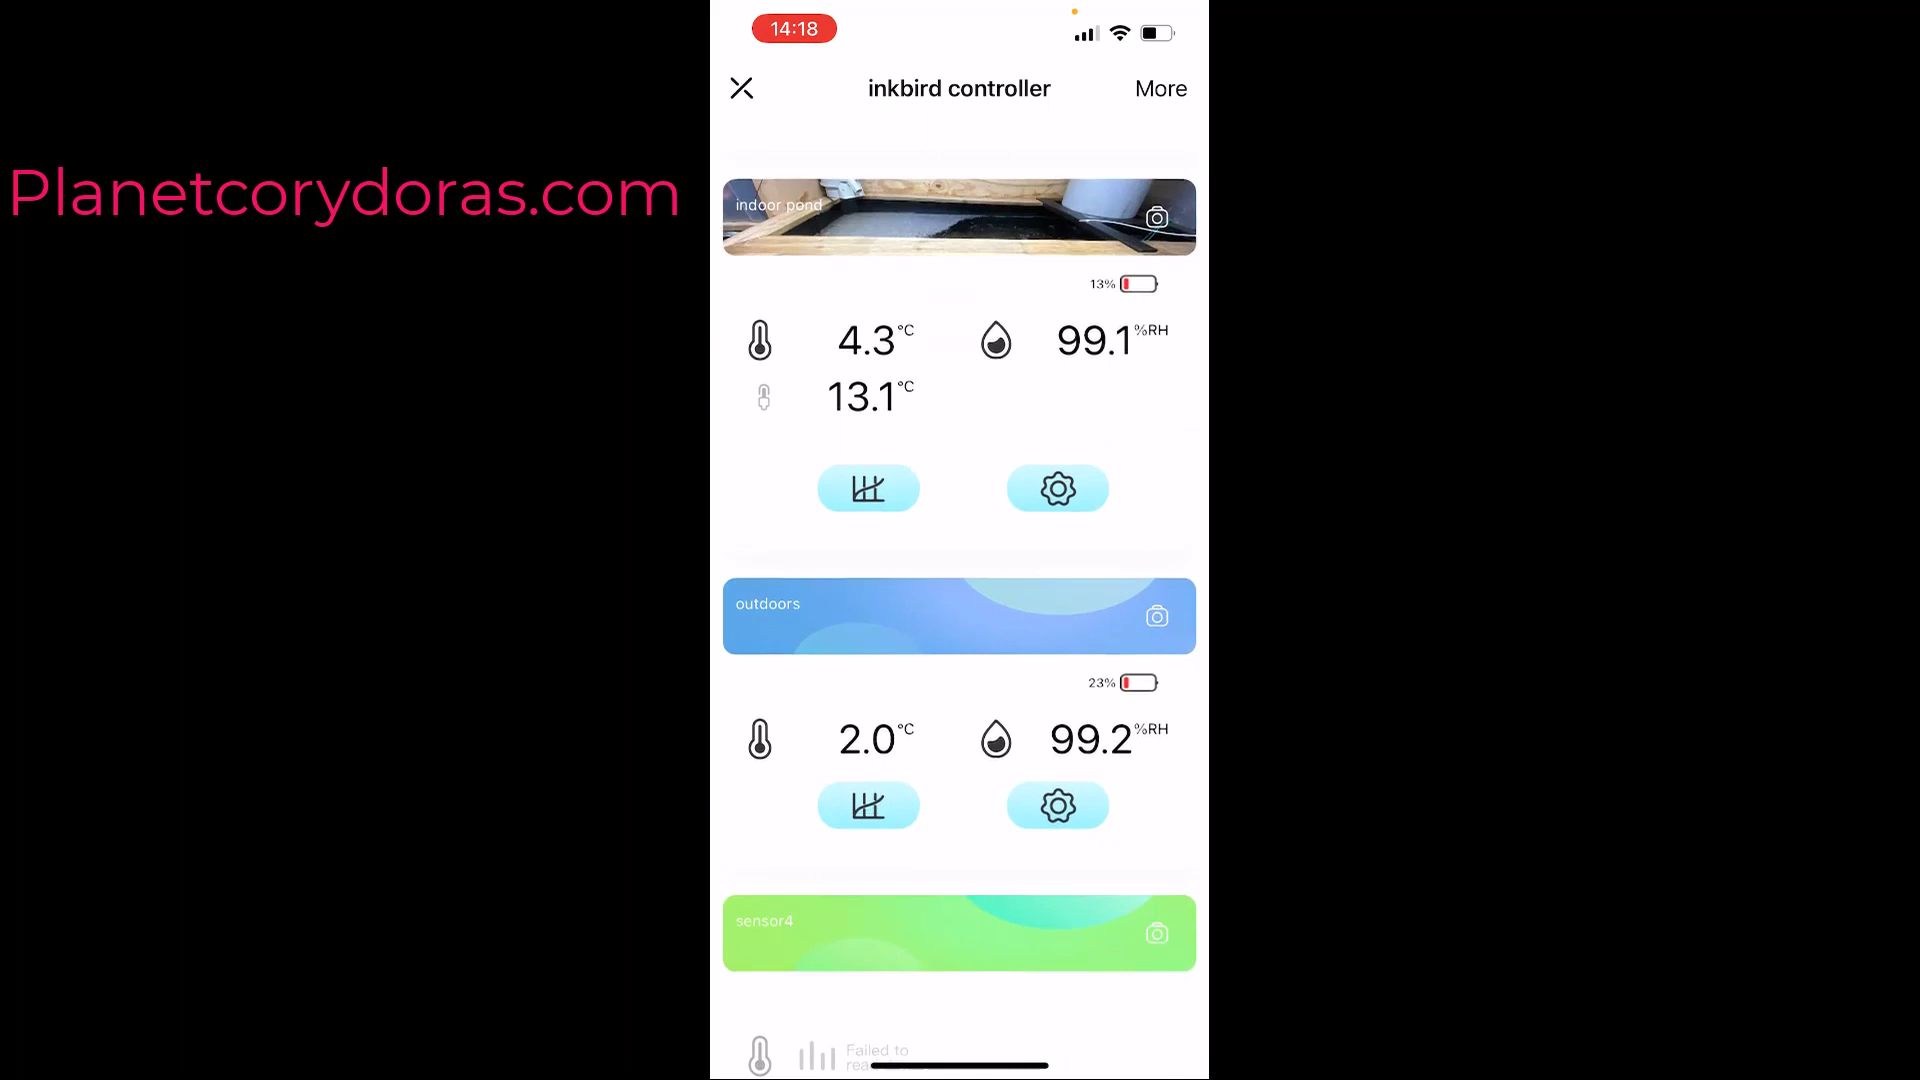 14:18
inkbird controller
More
Planetcorydoras.com
indoor pond
13%
4.3 °C
99.1 %RH
13.1 °C
outdoors
23%
2.0 °C
99.2 %RH
sensor4
Failed to